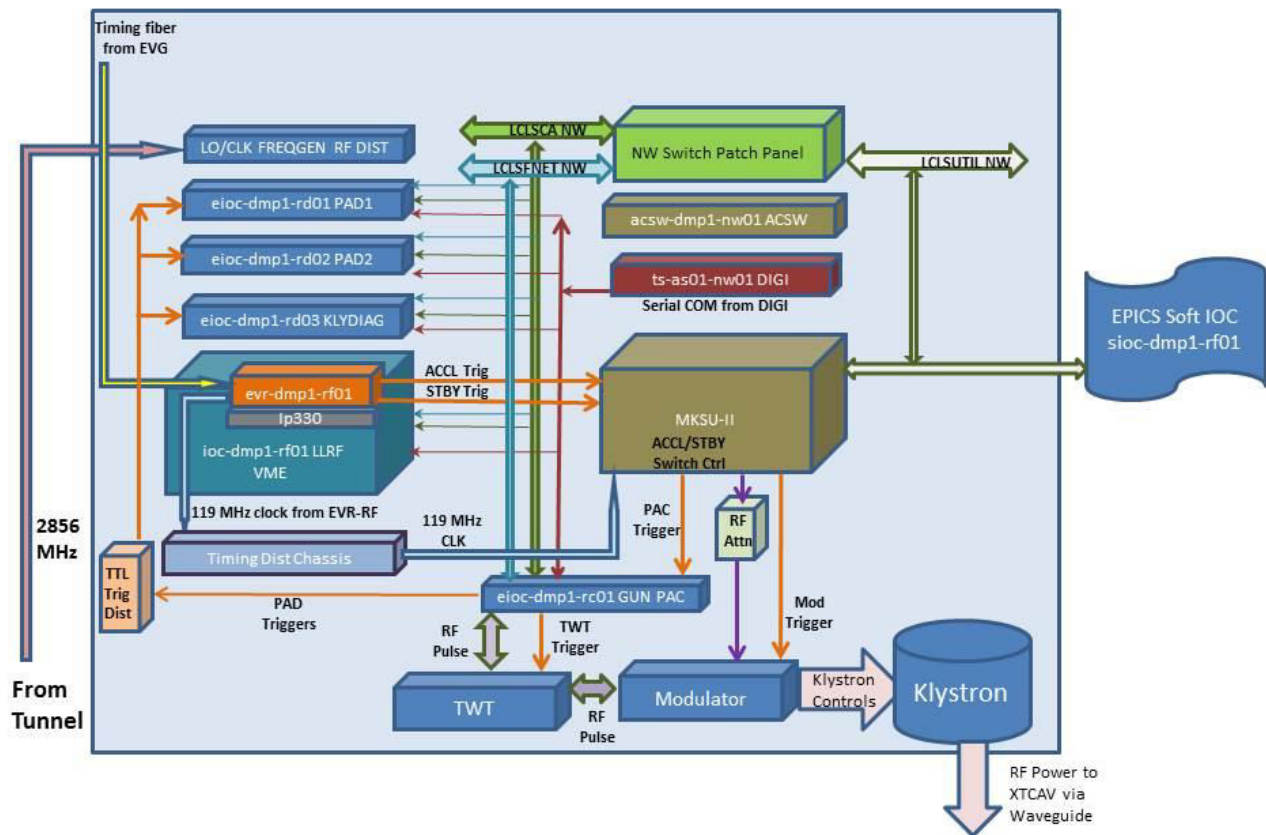 Timing fiber
from EVG
LCLSCA NW
NW Switch Patch Panel
LCLSUTIL NW
LO/CLK FREQGEN RF DIST
LCLSFNET NW
eioc-dmp1-rd01 PAD1
acsw-dmp1-nw01 ACSW
eioc-dmp1-rd02 PAD2
ts-as01-nw01 DIGI
Serial COM from DIGI
eioc-dmp1-rd03 KLYDIAG
EPICS Soft IOC
sioc-dmp1-rf01
ACCL Trig
STBY Trig
evr-dmp1-rf01
Ip330
ioc-dmp1-rf01 LLRF
VME
MKSU-II
ACCL/STBY
Switch Ctrl
2856
MHz
119 MHz clock from EVR-RF
119 MHz
CLK
PAC
Trigger
RF
Attn
Timing Dist Chassis
TTL
Trig
Dist
PAD
Triggers
eioc-dmp1-rc01 GUN PAC
RF
Pulse
TWT
Trigger
Mod
Trigger
From
Tunnel
TWT
RF
Pulse
Modulator
Klystron
Controls
Klystron
RF Power to
XTCAV via
Waveguide